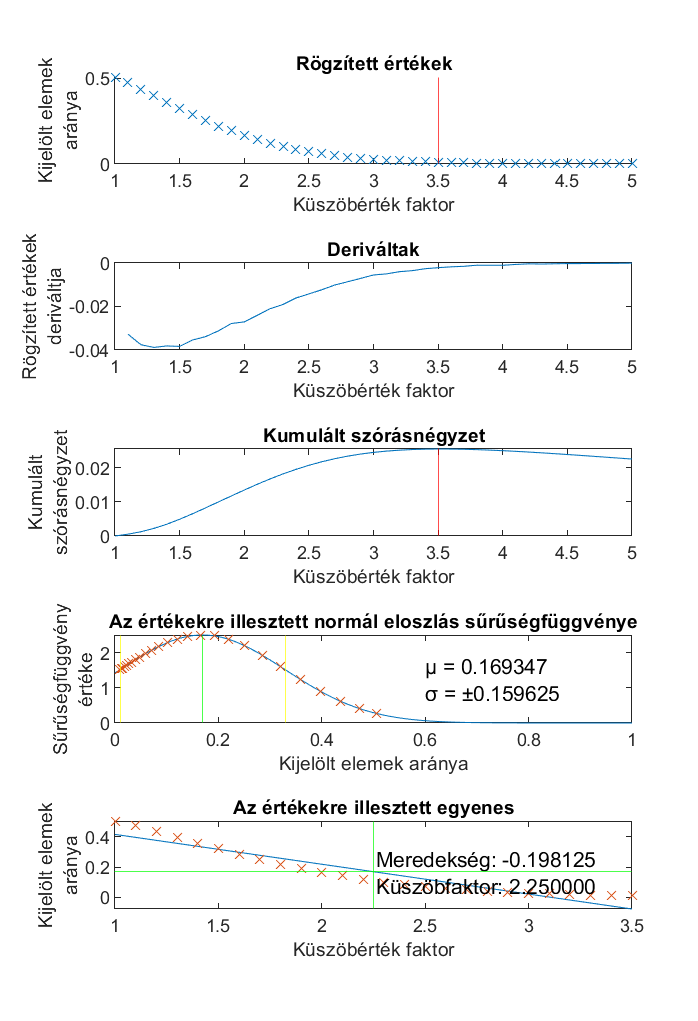 Rögzített értékek
Kijelölt elemek
aránya
0.5
0
1 1.5 2 2.5 3 3.5 4 4.5 5
Küszöbérték faktor
Deriváltak
Rögzített értékek
deriváltja
0
-0.02
-0.04
1 1.5 2 2.5 3 3.5 4 4.5 5
Küszöbérték faktor
Kumulált szórásnégyzet
Kumulált
szórásnégyzet
0.02
0.01
0
1 1.5 2 2.5 3 3.5 4 4.5 5
Küszöbérték faktor
Az értékekre illesztett normál eloszlás sűrűségfüggvénye
Sűrűségfüggvény
értéke
2
1
0
μ = 0.169347
σ = ±0.159625
0 0.2 0.4 0.6 0.8 1
Kijelölt elemek aránya
Az értékekre illesztett egyenes
Kijelölt elemek
aránya
0.4
0.2
0
Meredekség: -0.198125
Küszöbfaktor: 2.250000
1 1.5 2 2.5 3 3.5
Küszöbérték faktor